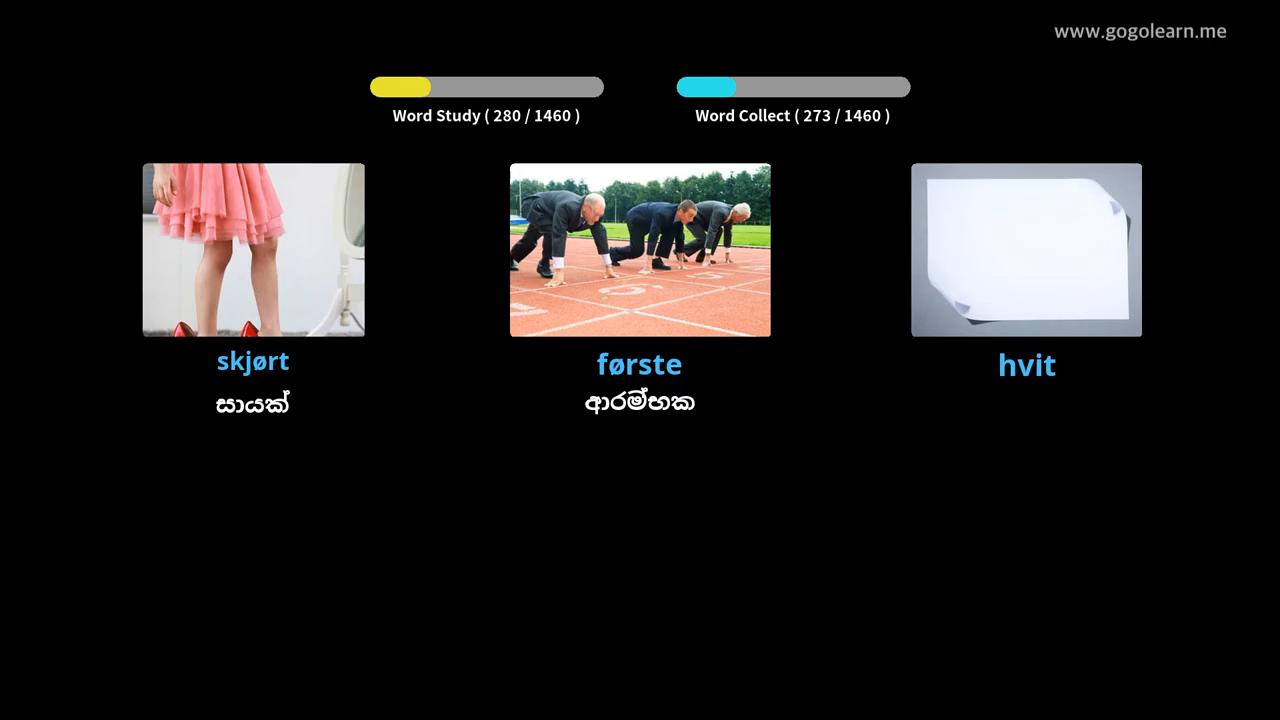 www.gogolearn.me
Word Study ( 280 / 1460 )
Word Collect ( 273 / 1460 )
skjørt
første
hvit
සායක්
ආරම්භක